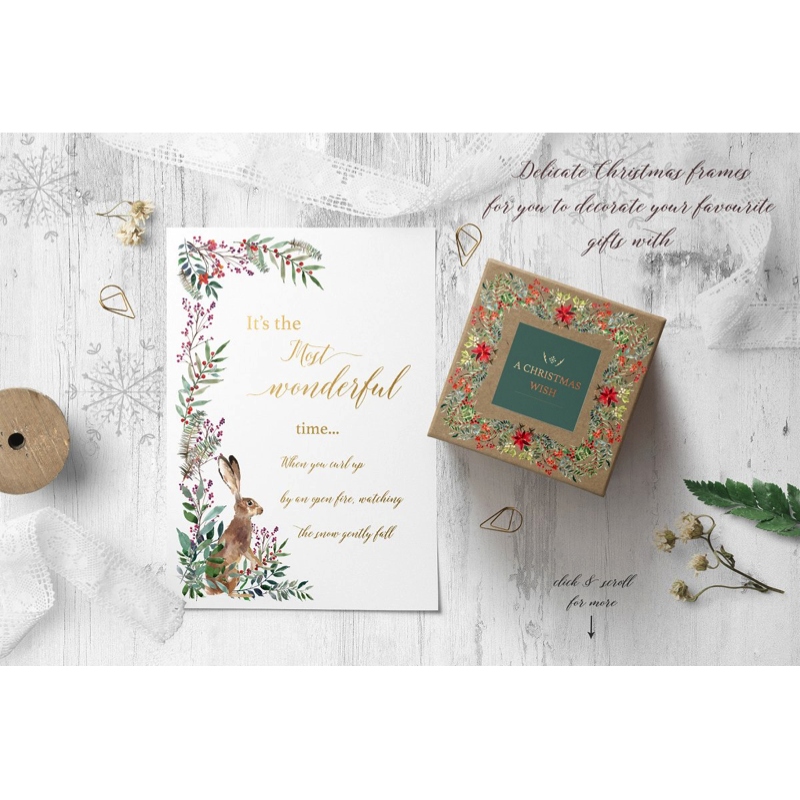 Delicate Christmas frames
for you to decorate your favourite
gifts with
It's the
Most
wonderful
time...
When you curl up
by an open fire, watching
the snow gently fall
A CHRISTMAS
WISH
click & scroll
for more